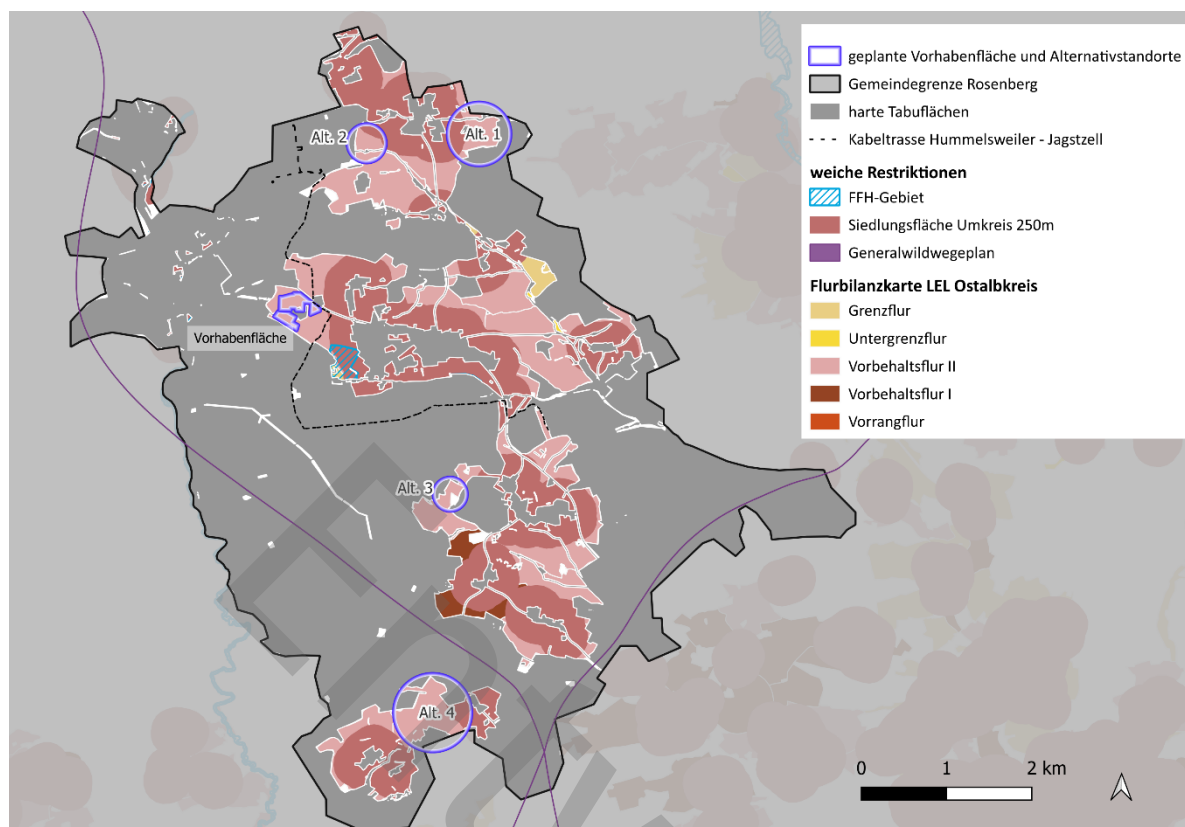 geplante Vorhabenfläche und Alternativstandorte
Gemeindegrenze Rosenberg
harte Tabuflächen
Kabeltrasse Hummelsweiler - Jagstzell
weiche Restriktionen
FFH-Gebiet
Siedlungsfläche Umkreis 250m
Generalwildwegeplan
Flurbilanzkarte LEL Ostalbkreis
Grenzflur
Untergrenzflur
Vorbehaltsflur II
Vorbehaltsflur I
Vorrangflur
Alt. 2
Alt. 1
Vorhabenfläche
Alt. 3
Alt. 4
0 1 2 km